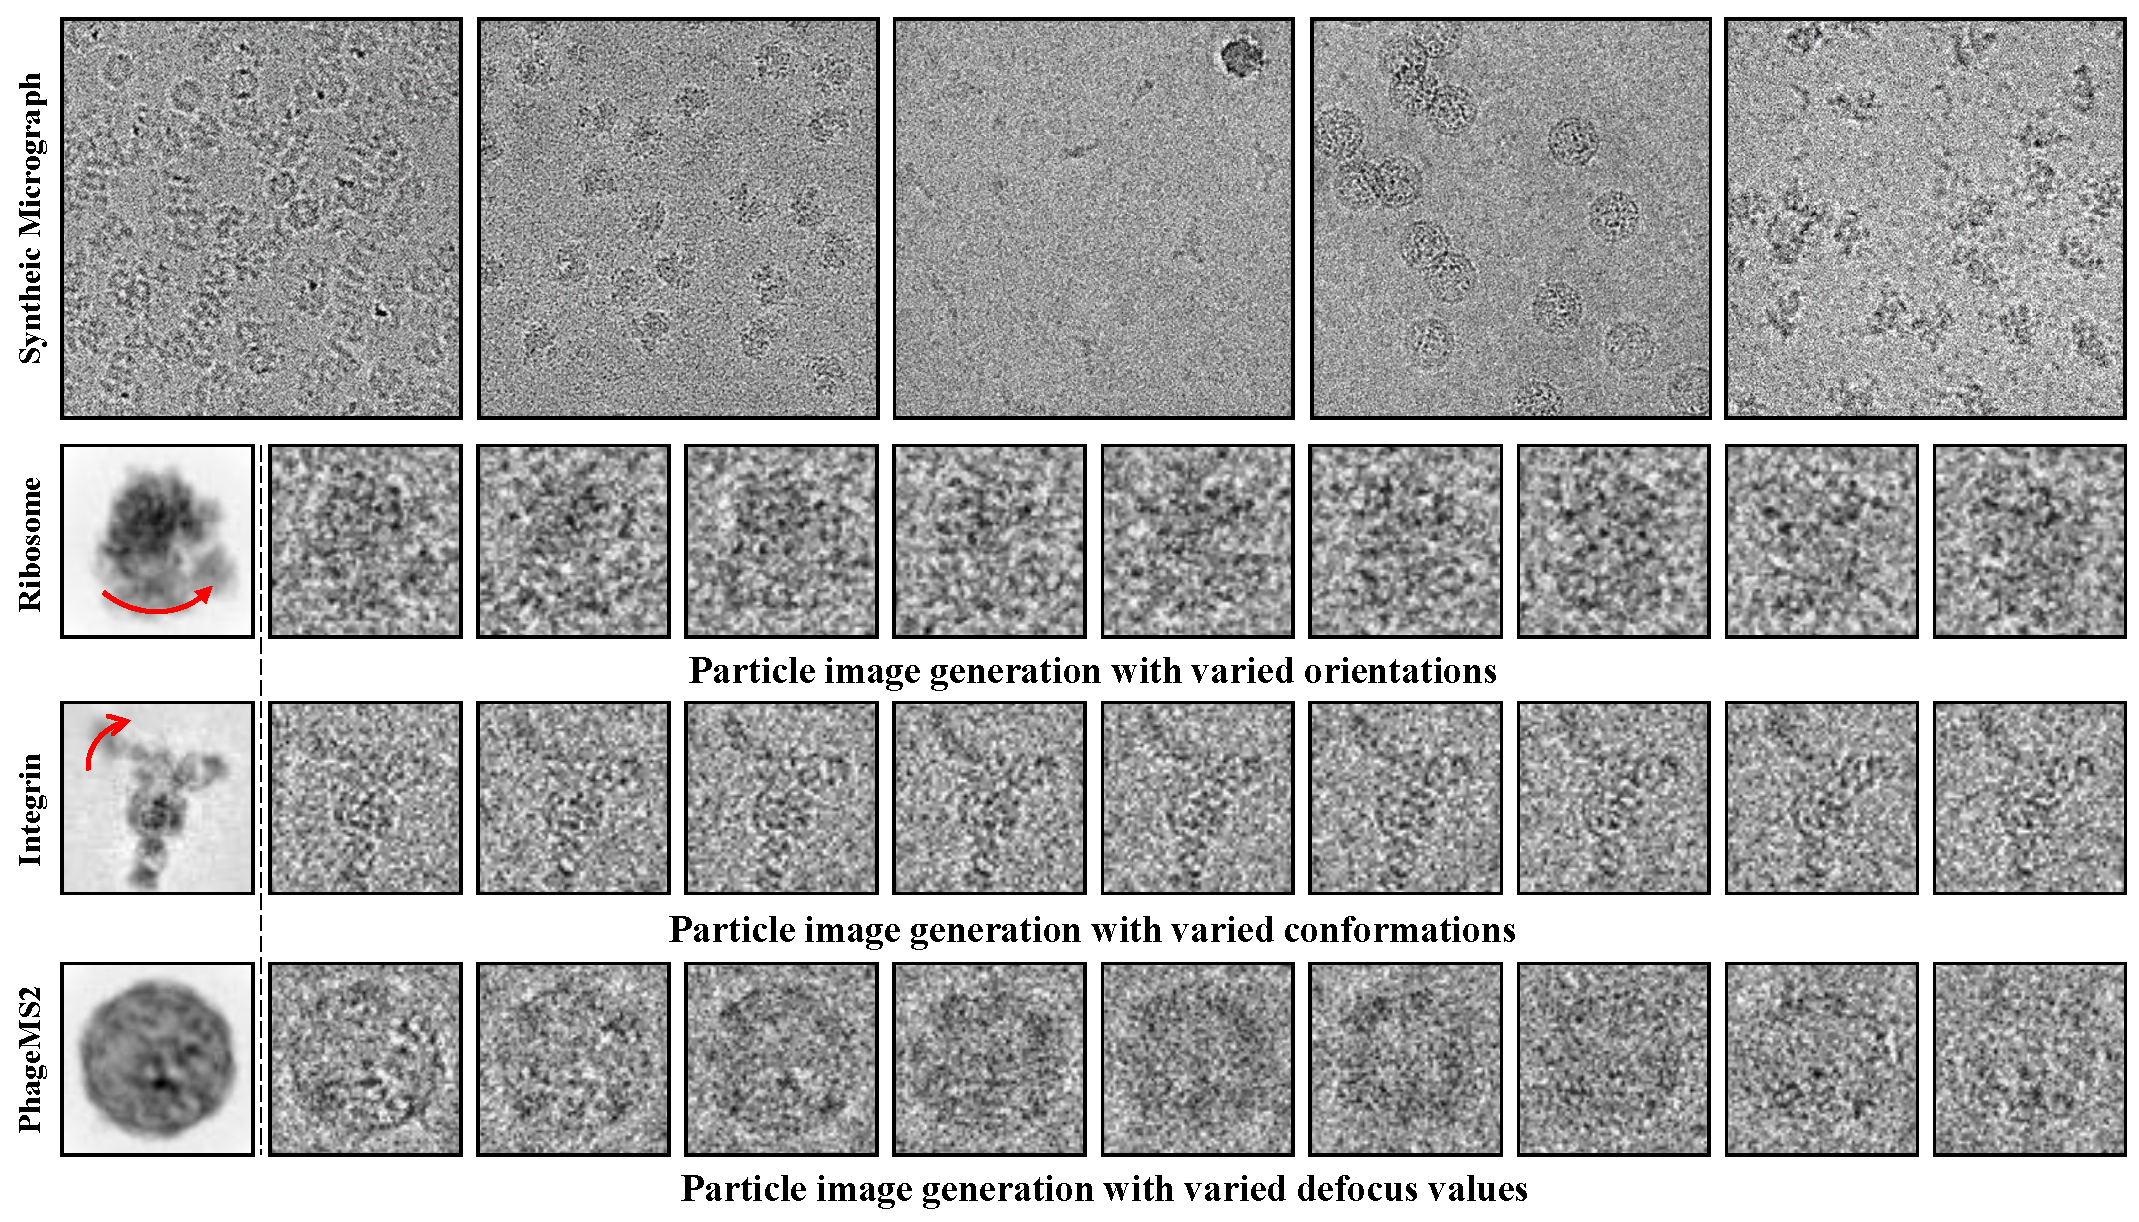 Syntheic Micrograph
Ribosome
Particle image generation with varied orientations
Integrin
Particle image generation with varied conformations
PhageMS2
Particle image generation with varied defocus values